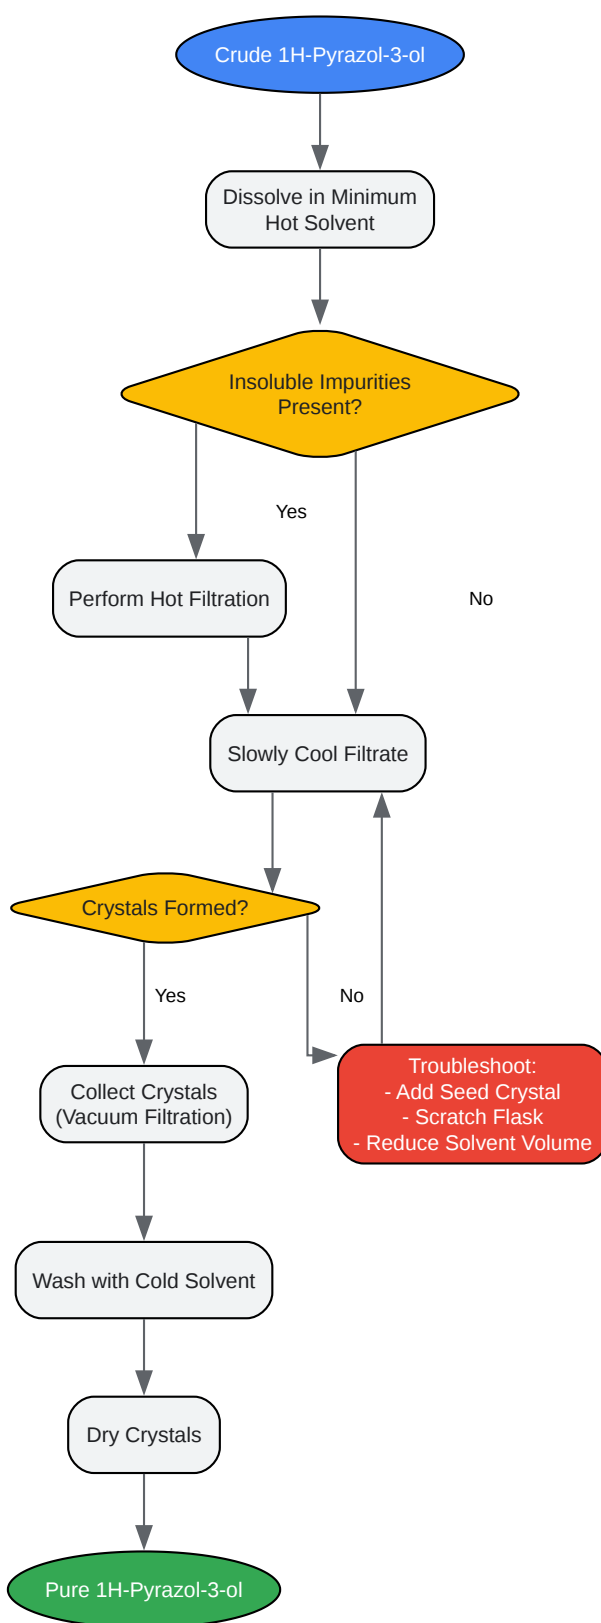 Crude 1H-Pyrazol-3-ol
Dissolve in Minimum
Hot Solvent
Insoluble Impurities
Present?
Yes
No
Perform Hot Filtration
Slowly Cool Filtrate
Crystals Formed?
Yes
No
Troubleshoot:
- Add Seed Crystal
- Scratch Flask
- Reduce Solvent Volume
Collect Crystals
(Vacuum Filtration)
Wash with Cold Solvent
Dry Crystals
Pure 1H-Pyrazol-3-ol